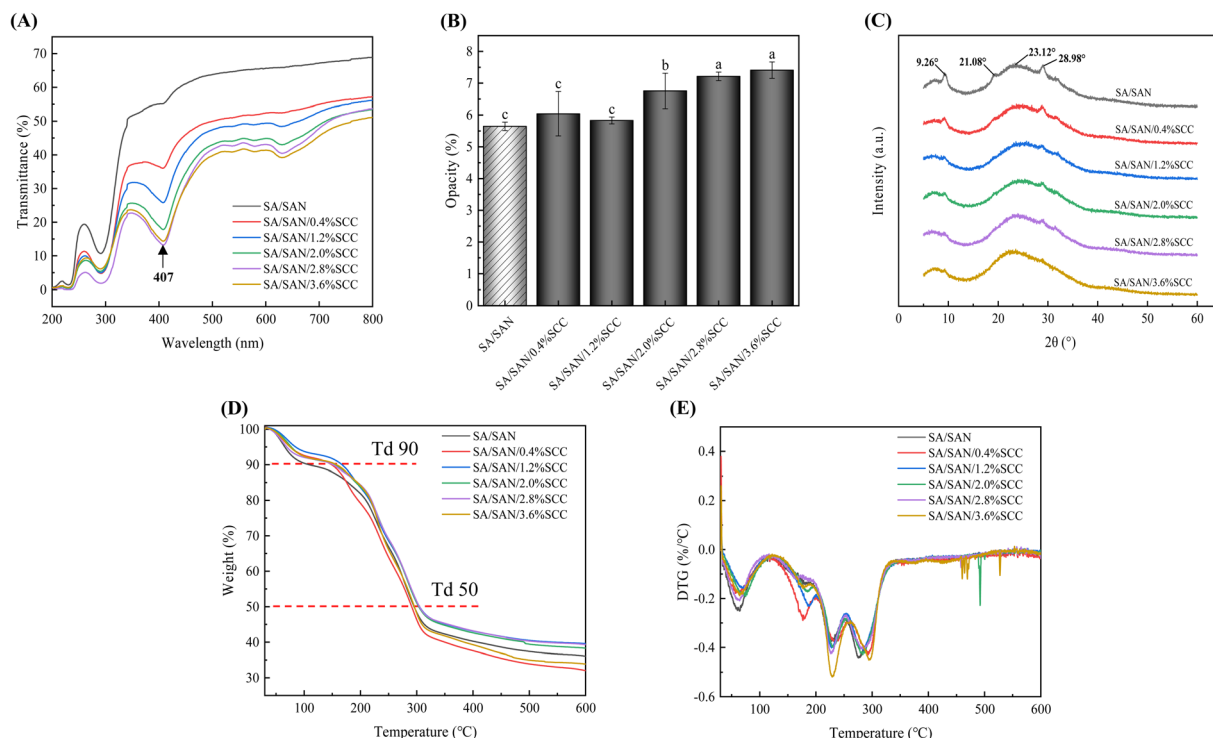 (A)
70
60
50
40
30
20
10
0
Transmittance (%)
SA/SAN
SA/SAN/0.4%SCC
SA/SAN/1.2%SCC
SA/SAN/2.0%SCC
SA/SAN/2.8%SCC
SA/SAN/3.6%SCC
407
200 300 400 500 600 700 800
Wavelength (nm)
(B)
8
7
6
5
4
3
2
1
0
Opacity (%)
c c c b a a
SA/SAN
SA/SAN/0.4%SCC
SA/SAN/1.2%SCC
SA/SAN/2.0%SCC
SA/SAN/2.8%SCC
SA/SAN/3.6%SCC
(C)
Intensity (a.u.)
9.26°
21.08°
23.12°
28.98°
SA/SAN
SA/SAN/0.4%SCC
SA/SAN/1.2%SCC
SA/SAN/2.0%SCC
SA/SAN/2.8%SCC
SA/SAN/3.6%SCC
0 10 20 30 40 50 60
2θ (°)
(D)
100
90
80
70
60
50
40
30
Weight (%)
Td 90
Td 50
SA/SAN
SA/SAN/0.4%SCC
SA/SAN/1.2%SCC
SA/SAN/2.0%SCC
SA/SAN/2.8%SCC
SA/SAN/3.6%SCC
100 200 300 400 500 600
Temperature (℃)
(E)
0.4
0.2
0.0
-0.2
-0.4
-0.6
DTG (%/℃)
SA/SAN
SA/SAN/0.4%SCC
SA/SAN/1.2%SCC
SA/SAN/2.0%SCC
SA/SAN/2.8%SCC
SA/SAN/3.6%SCC
100 200 300 400 500 600
Temperature (℃)